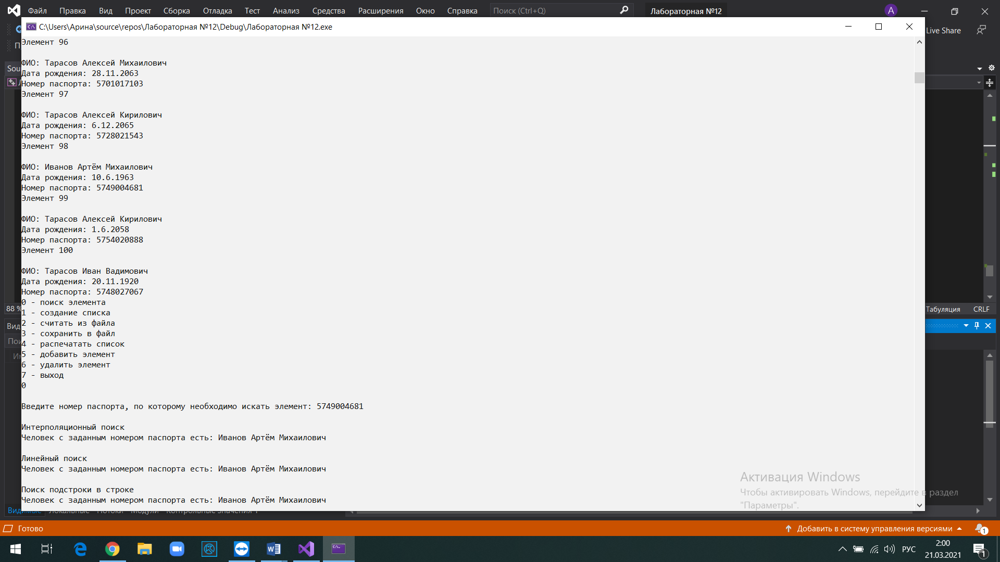 Файл Правка Вид Проект Сборка Отладка Тест Анализ Средства Расширения Окно Справка Поиск (Ctrl+Q) Лабораторная №12 A
C:\Users\Арина\source\repos\Лабораторная №12\Debug\Лабораторная №12.exe
Live Share
Элемент 96
ФИО: Тарасов Алексей Михаилович
Дата рождения: 28.11.2063
Номер паспорта: 5701017103
Элемент 97
ФИО: Тарасов Алексей Кирилович
Дата рождения: 6.12.2065
Номер паспорта: 5728021543
Элемент 98
ФИО: Иванов Артём Михаилович
Дата рождения: 10.6.1963
Номер паспорта: 5749004681
Элемент 99
ФИО: Тарасов Алексей Кирилович
Дата рождения: 1.6.2058
Номер паспорта: 5754020888
Элемент 100
ФИО: Тарасов Иван Вадимович
Дата рождения: 20.11.1920
Номер паспорта: 5748027067
0 - поиск элемента
1 - создание списка
2 - считать из файла
3 - сохранить в файл
4 - распечатать список
5 - добавить элемент
6 - удалить элемент
7 - выход
0
Введите номер паспорта, по которому необходимо искать элемент: 5749004681
Интерполяционный поиск
Человек с заданным номером паспорта есть: Иванов Артём Михаилович
Линейный поиск
Человек с заданным номером паспорта есть: Иванов Артём Михаилович
Поиск подстроки в строке
Человек с заданным номером паспорта есть: Иванов Артём Михаилович
88 %
Табуляция CRLF
Активация Windows
Чтобы активировать Windows, перейдите в раздел
"Параметры".
Видимые Локальные Потоки Модули Контрольные значения 1
Готово
Добавить в систему управления версиями
1
РУС
2:00
21.03.2021
1